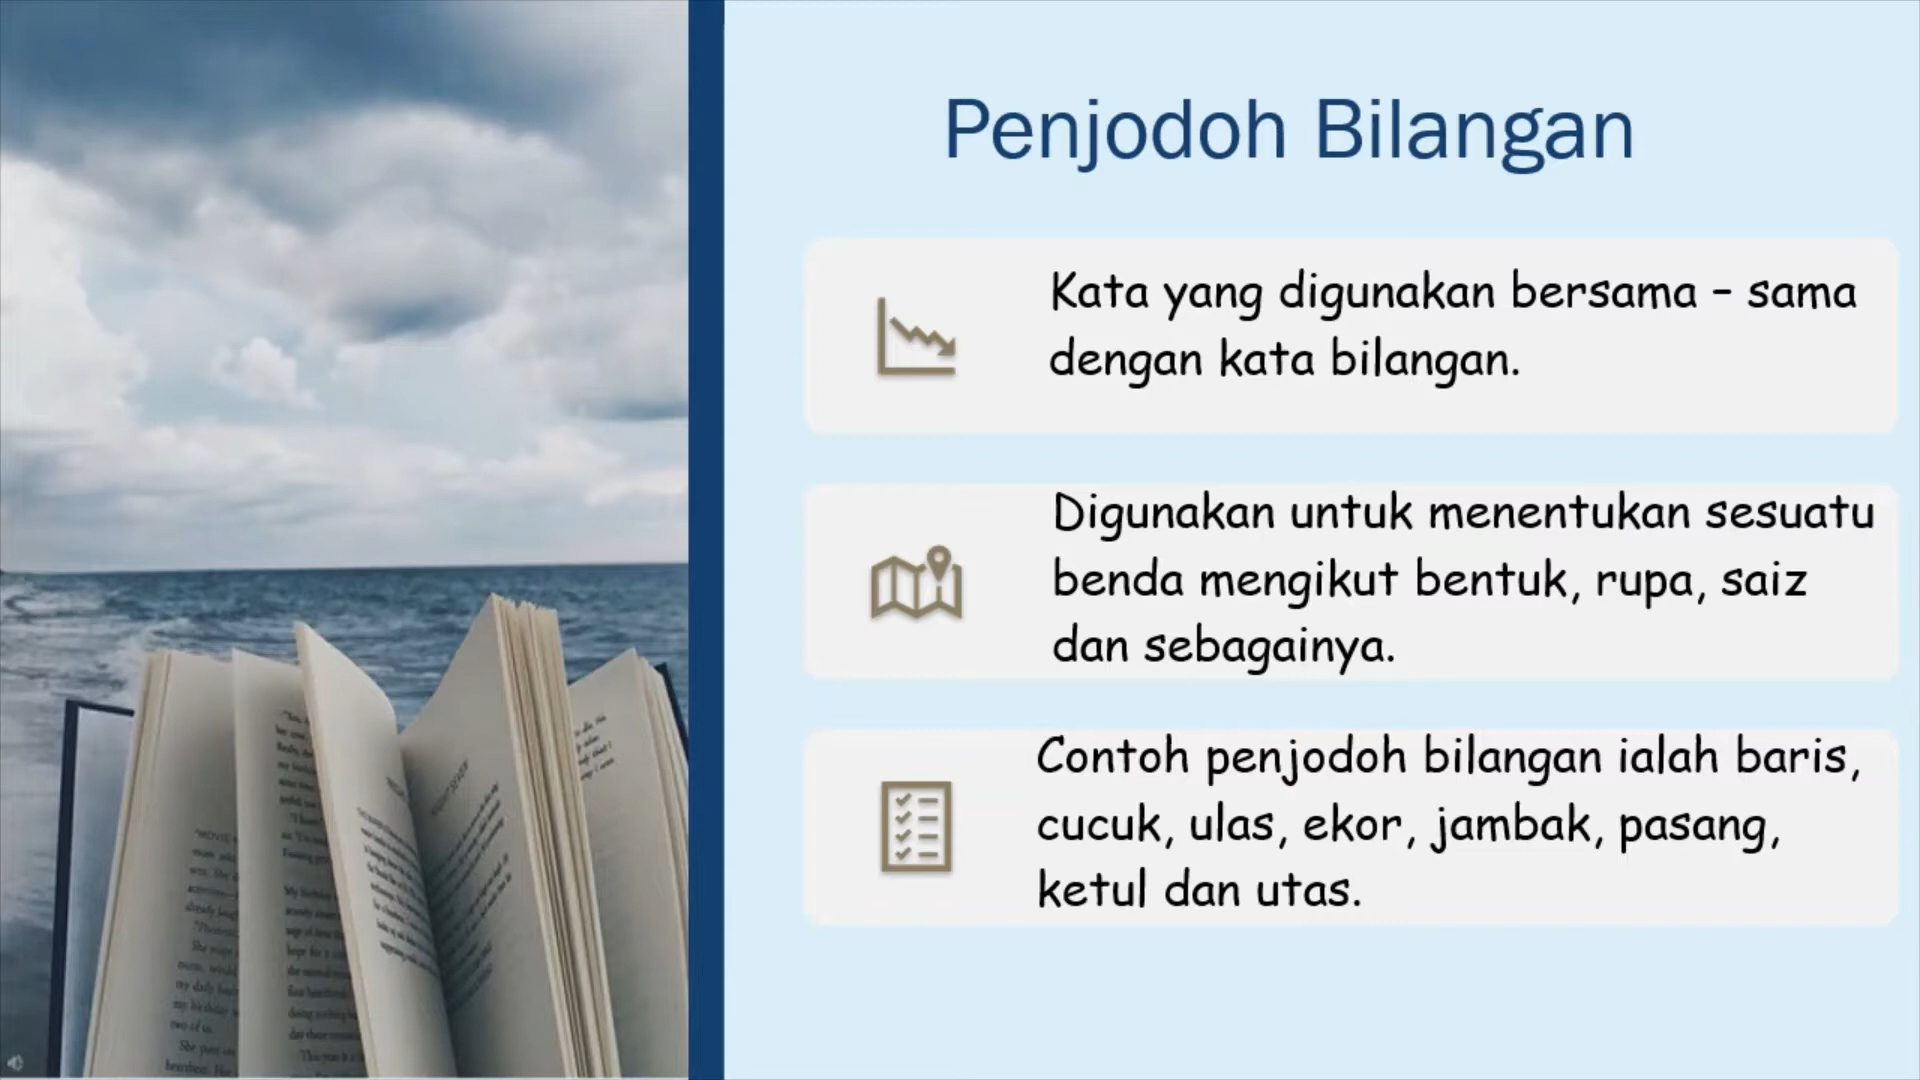 Penjodoh Bilangan
Kata yang digunakan bersama – sama
dengan kata bilangan.
Digunakan untuk menentukan sesuatu
benda mengikut bentuk, rupa, saiz
dan sebagainya.
Contoh penjodoh bilangan ialah baris,
cucuk, ulas, ekor, jambak, pasang,
ketul dan utas.